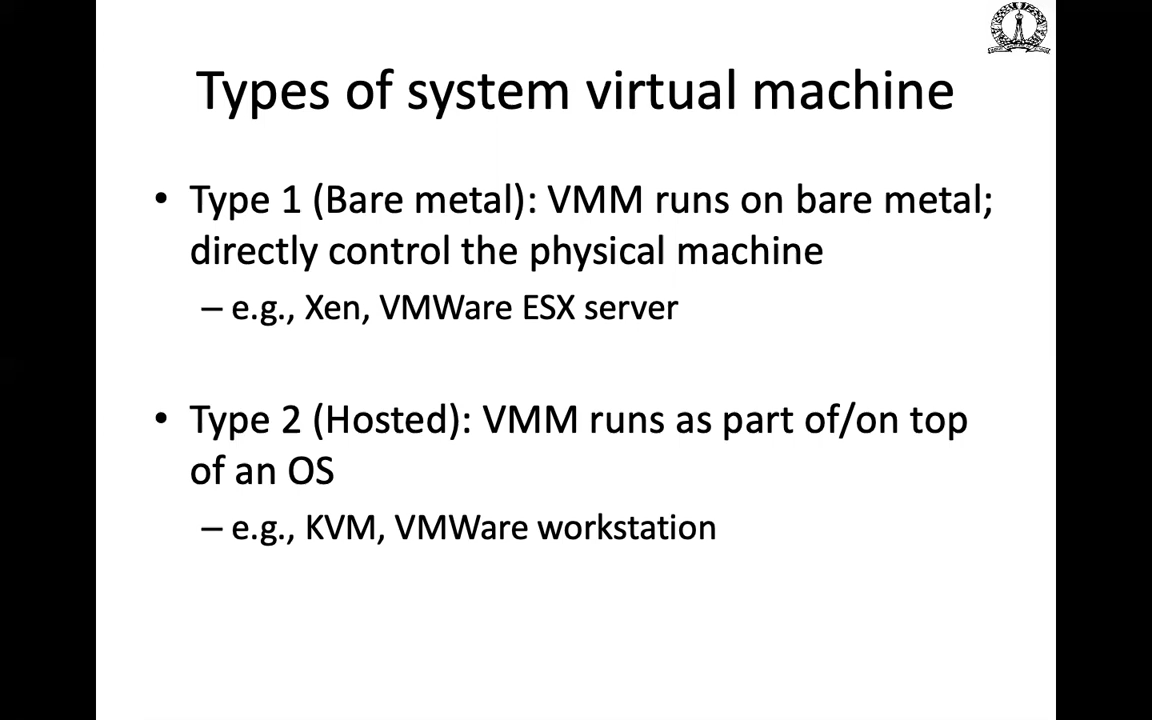 Types of system virtual machine
• Type 1 (Bare metal): VMM runs on bare metal;
directly control the physical machine
– e.g., Xen, VMWare ESX server
• Type 2 (Hosted): VMM runs as part of/on top
of an OS
– e.g., KVM, VMWare workstation